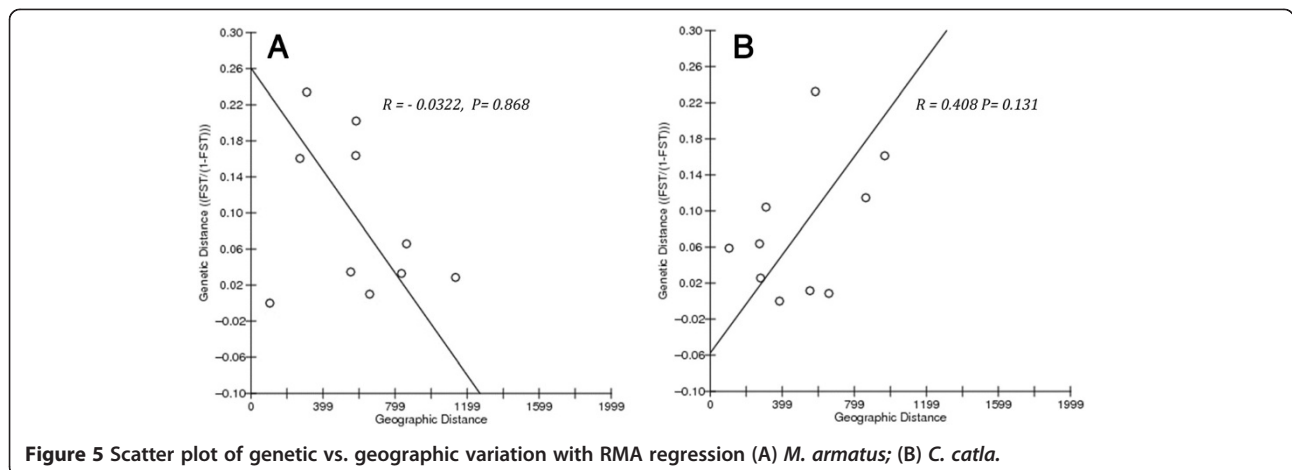 A
R = - 0.0322, P= 0.868
Genetic Distance ((FST/(1-FST)))
0.30
0.26
0.22
0.18
0.14
0.10
0.06
0.02
−0.02
−0.06
−0.10
0 399 799 1199 1599 1999
Geographic Distance
B
R = 0.408 P= 0.131
Genetic Distance ((FST/(1-FST)))
0.30
0.26
0.22
0.18
0.14
0.10
0.06
0.02
−0.02
−0.06
−0.10
0 399 799 1199 1599 1999
Geographic Distance
Figure 5 Scatter plot of genetic vs. geographic variation with RMA regression (A) M. armatus; (B) C. catla.